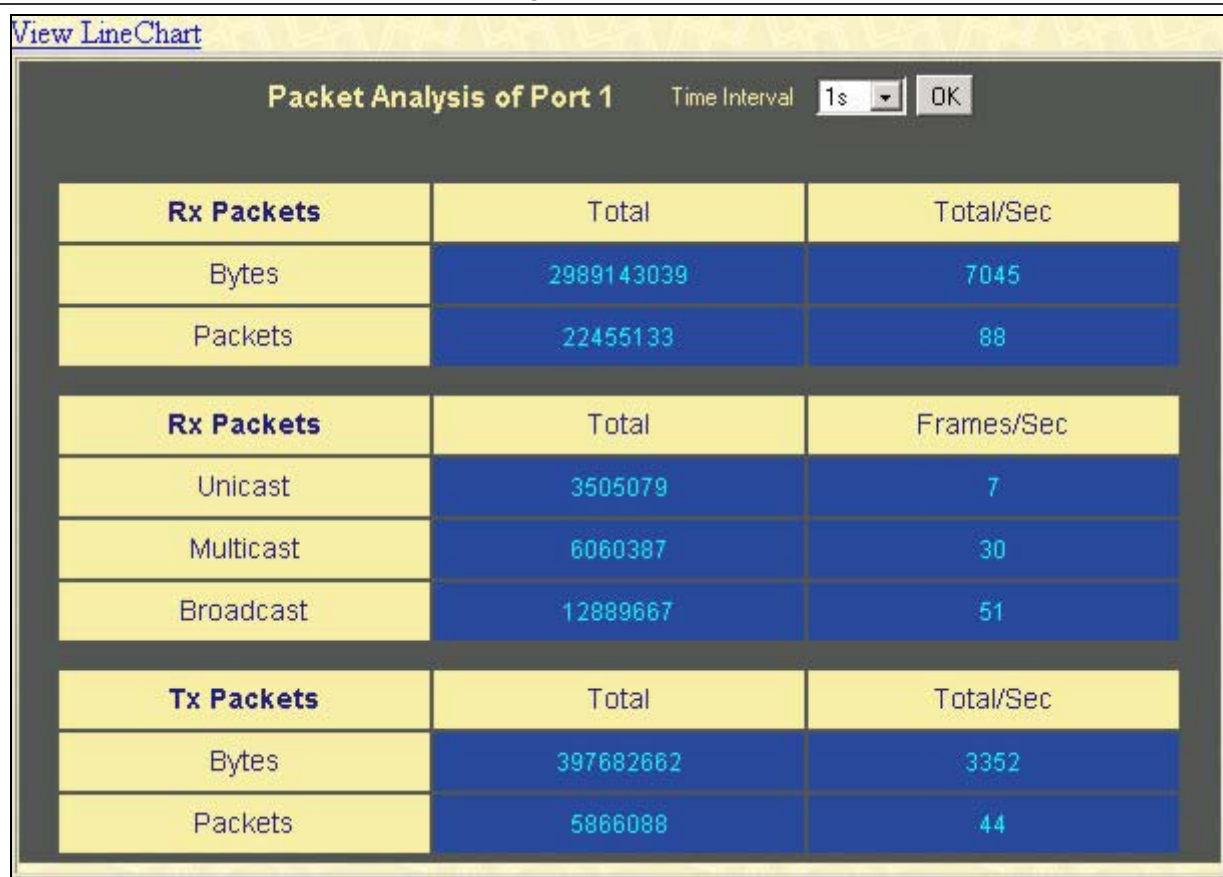 View LineChart
Packet Analysis of Port 1 Time Interval 1s OK
Rx Packets Total Total/Sec
Bytes 2989143039 7045
Packets 22455133 88
Rx Packets Total Frames/Sec
Unicast 3505079 7
Multicast 6060387 30
Broadcast 12889667 51
Tx Packets Total Total/Sec
Bytes 397682662 3352
Packets 5866088 44